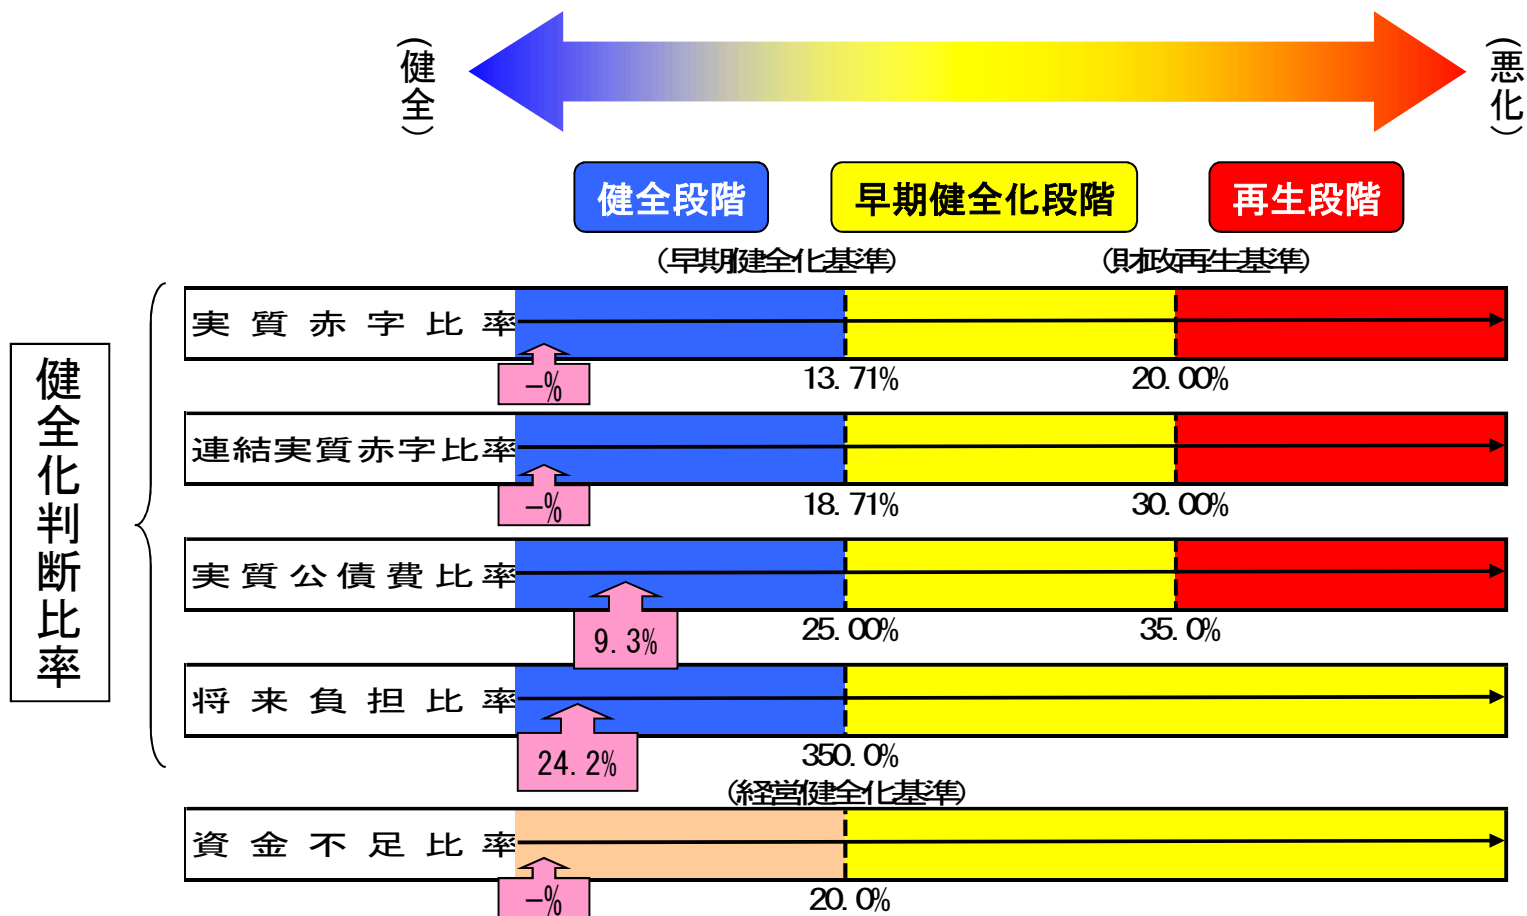 (健全)
(悪化)
健全段階
早期健全化段階
再生段階
(早期健全化基準)
(財政再生基準)
健全化判断比率
実質赤字比率
-%
13.71%
20.00%
連結実質赤字比率
-%
18.71%
30.00%
実質公債費比率
9.3%
25.00%
35.0%
将来負担比率
24.2%
350.0%
(経営健全化基準)
資金不足比率
-%
20.0%